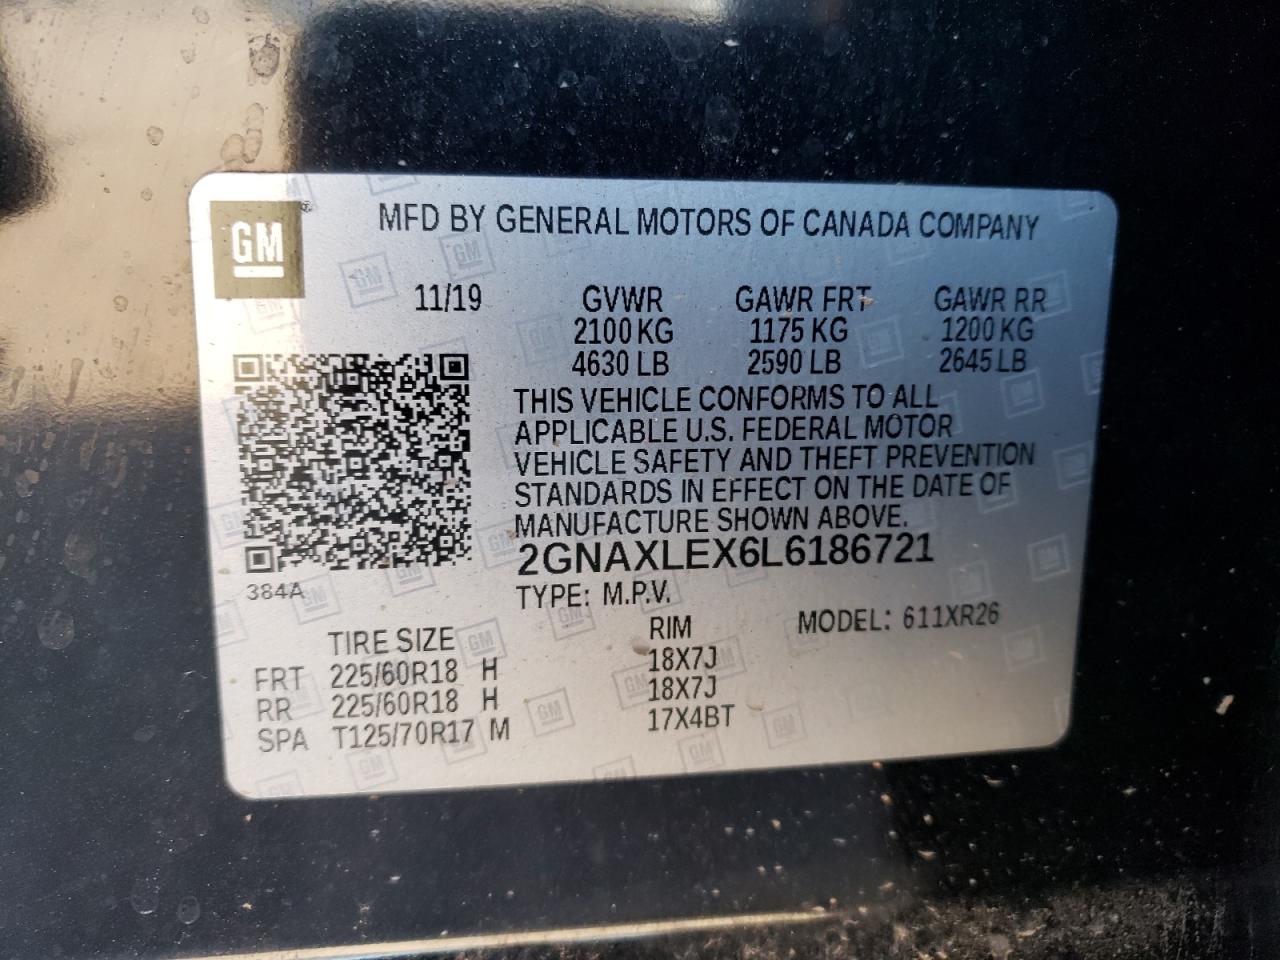 GM
MFD BY GENERAL MOTORS OF CANADA COMPANY
11/19 GVWR GAWR FRT GAWR RR
2100 KG 1175 KG 1200 KG
4630 LB 2590 LB 2645 LB
THIS VEHICLE CONFORMS TO ALL
APPLICABLE U.S. FEDERAL MOTOR
VEHICLE SAFETY AND THEFT PREVENTION
STANDARDS IN EFFECT ON THE DATE OF
MANUFACTURE SHOWN ABOVE.
2GNAXLEX6L6186721
384A
TYPE: M.P.V.
MODEL: 611XR26
TIRE SIZE RIM
FRT 225/60R18 H 18X7J
RR 225/60R18 H 18X7J
SPA T125/70R17 M 17X4BT